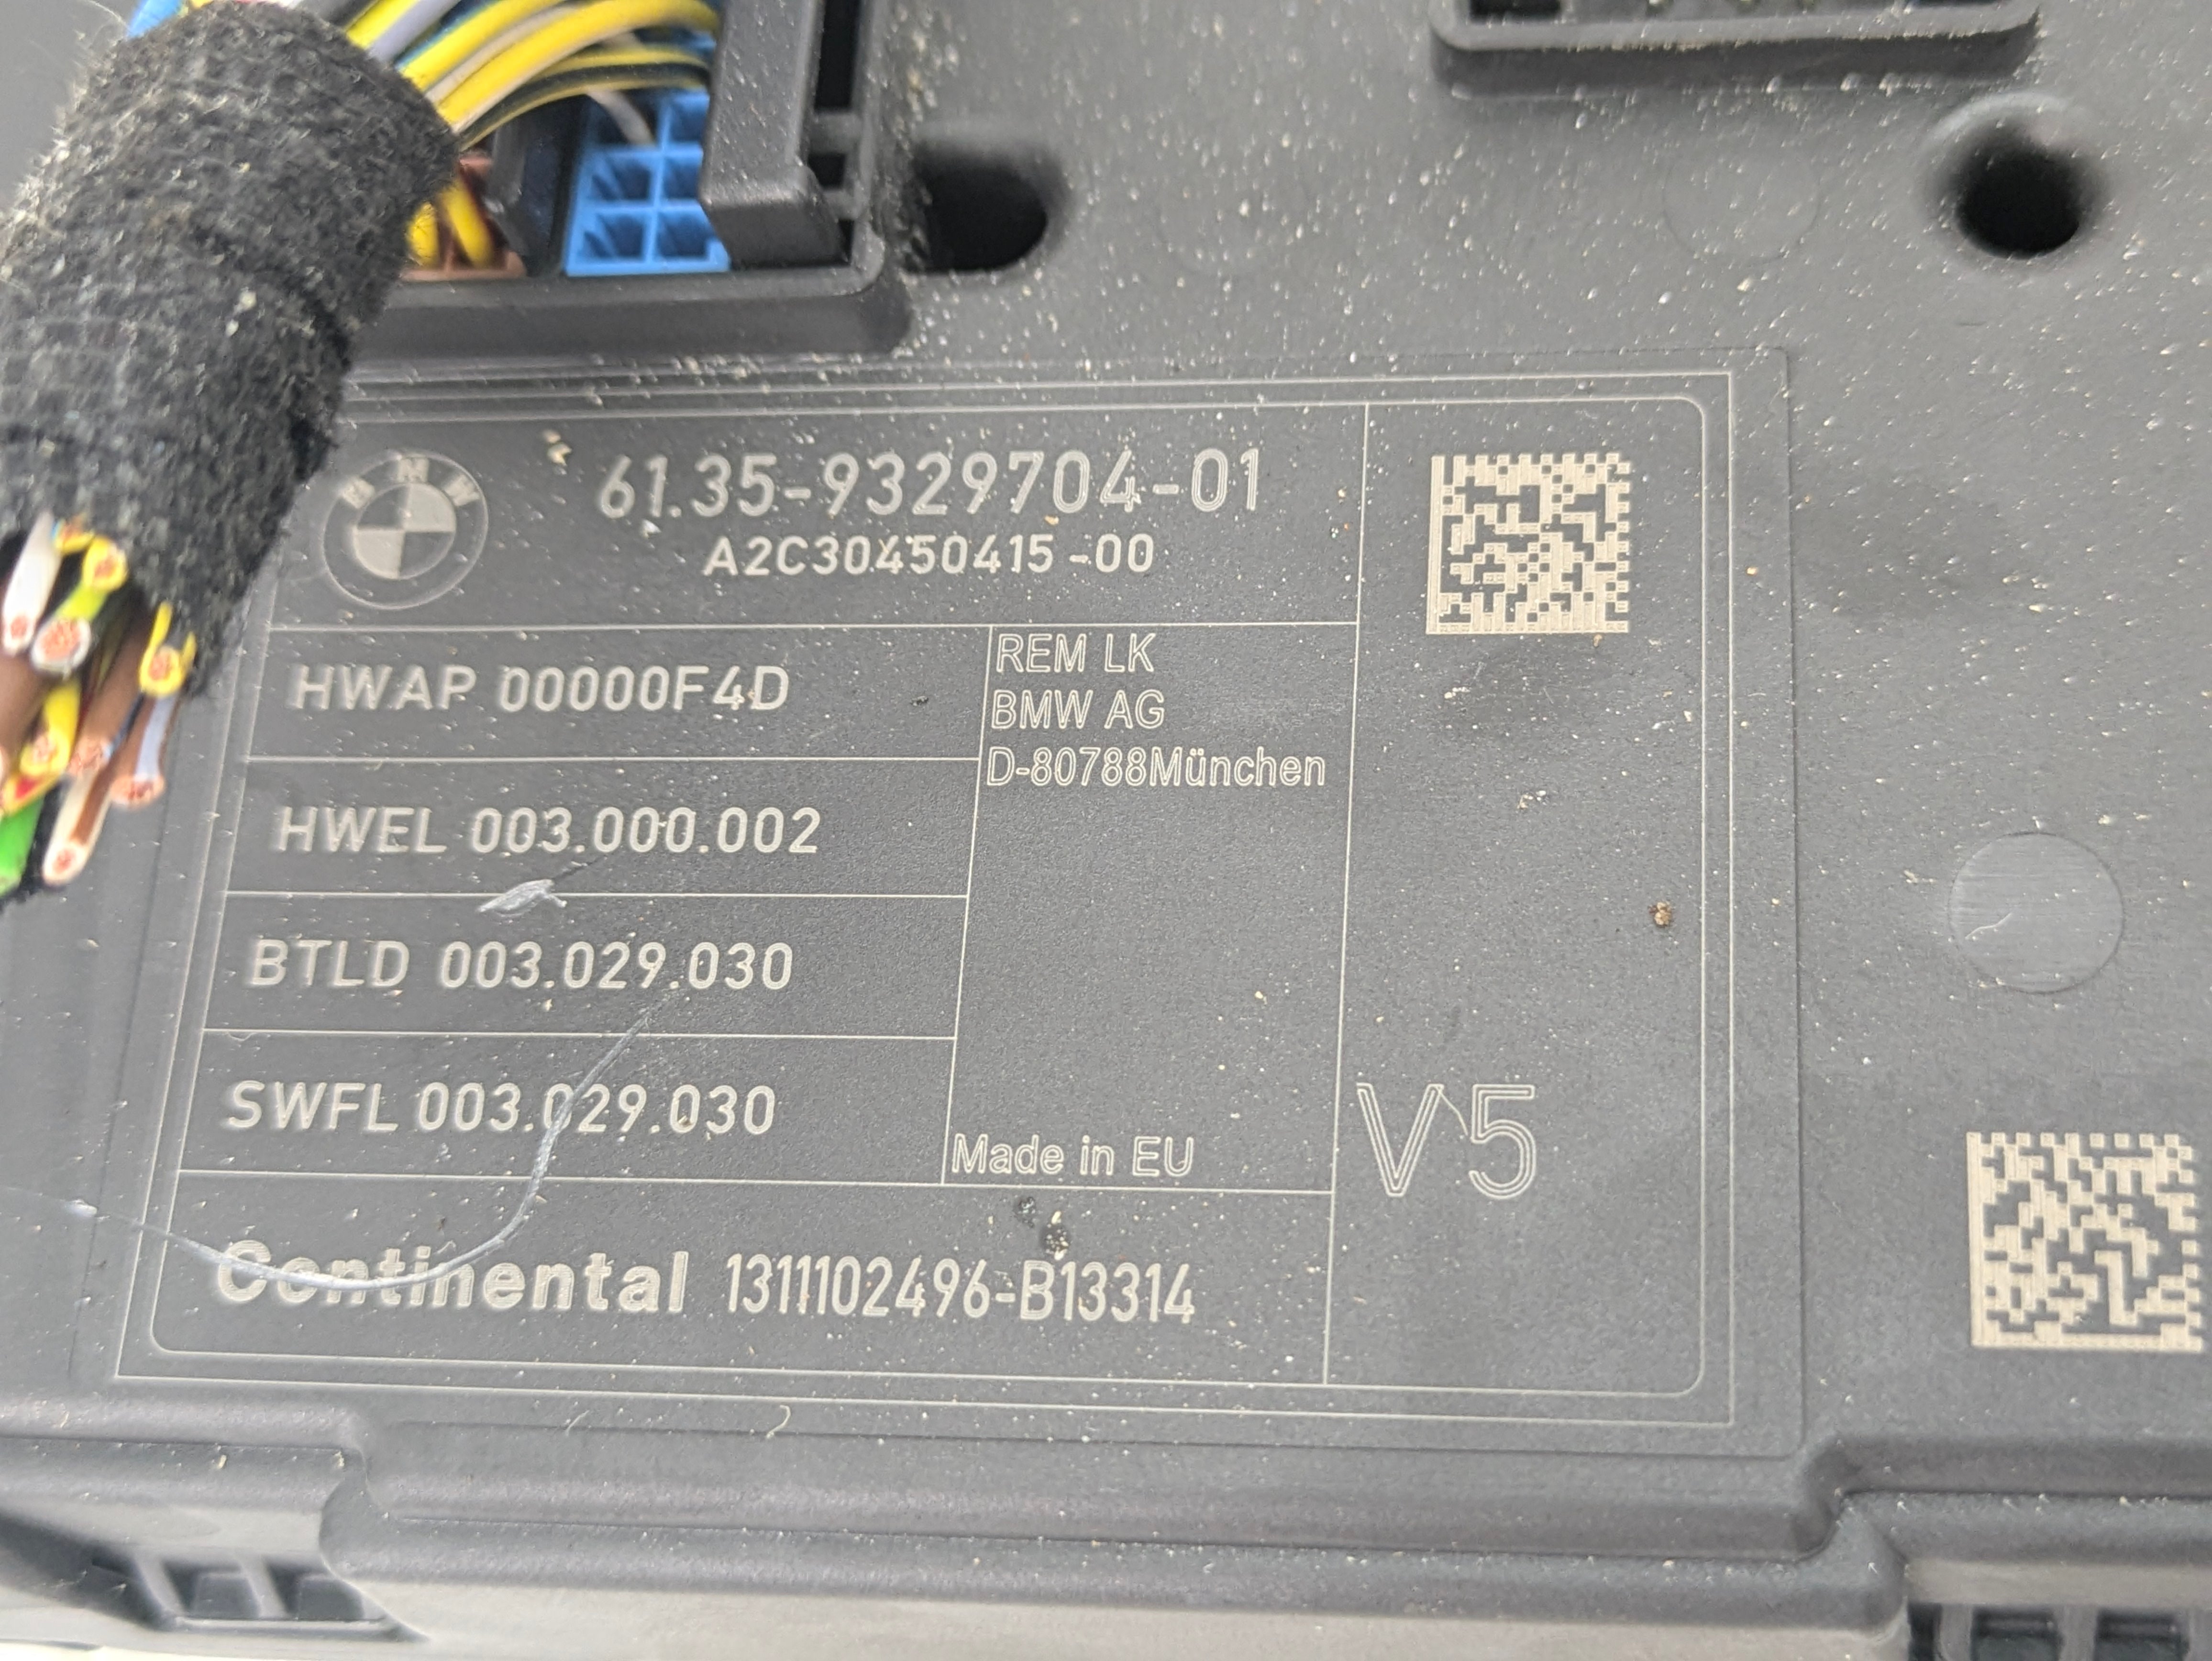 BMW
61.35-9329704-01
A2C30450415-00
HWAP 00000F4D
REM LK
BMW AG
D-80788München
HWEL 003.000.002
BTLD 003.029.030
SWFL 003.029.030
Made in EU
V5
Continental 1311102496-B13314